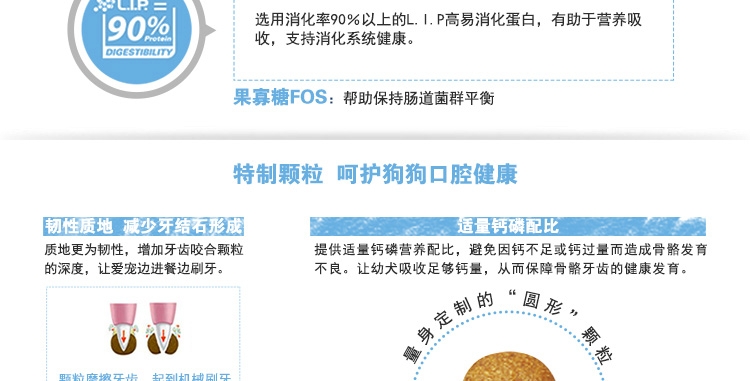 L.I.P. =
90%
Protein
DIGESTIBILITY
选用消化率90%以上的L.I.P高易消化蛋白，有助于营养吸
收，支持消化系统健康。
果寡糖FOS：帮助保持肠道菌群平衡
特制颗粒 呵护狗狗口腔健康
韧性质地 减少牙结石形成
质地更为韧性，增加牙齿咬合颗粒
的深度，让爱宠边进餐边刷牙。
颗粒磨擦牙齿，起到机械刷牙
适量钙磷配比
提供适量钙磷营养配比，避免因钙不足或钙过量而造成骨骼发育
不良。让幼犬吸收足够钙量，从而保障骨骼牙齿的健康发育。
量身定制的“圆形”颗粒